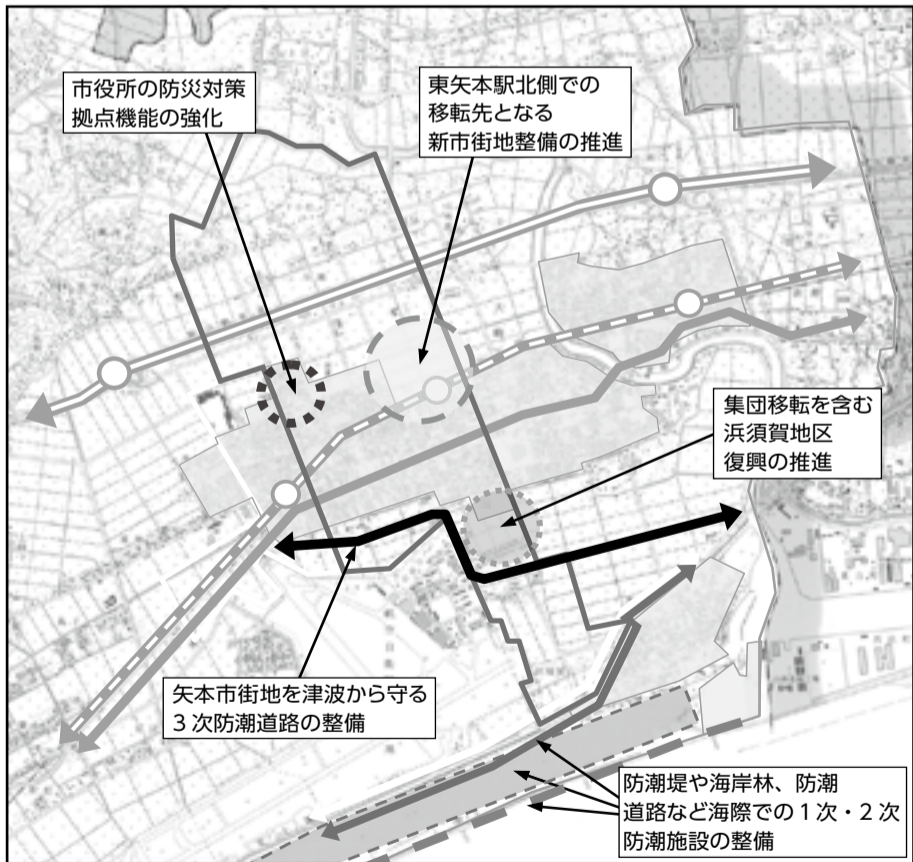 市役所の防災対策
拠点機能の強化
東矢本駅北側での
移転先となる
新市街地整備の推進
集団移転を含む
浜須賀地区
復興の推進
矢本市街地を津波から守る
3次防潮道路の整備
防潮堤や海岸林、防潮
道路など海際での1次・2次
防潮施設の整備